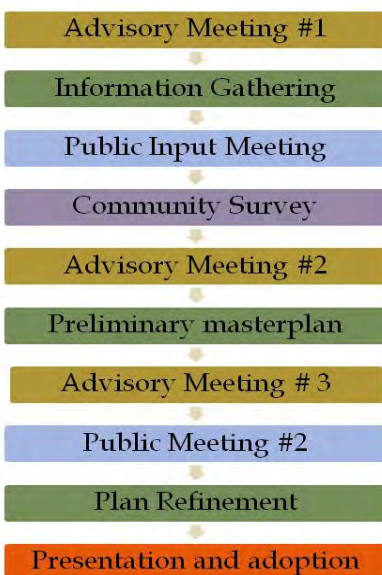 Advisory Meeting #1
Information Gathering
Public Input Meeting
Community Survey
Advisory Meeting #2
Preliminary masterplan
Advisory Meeting # 3
Public Meeting #2
Plan Refinement
Presentation and adoption